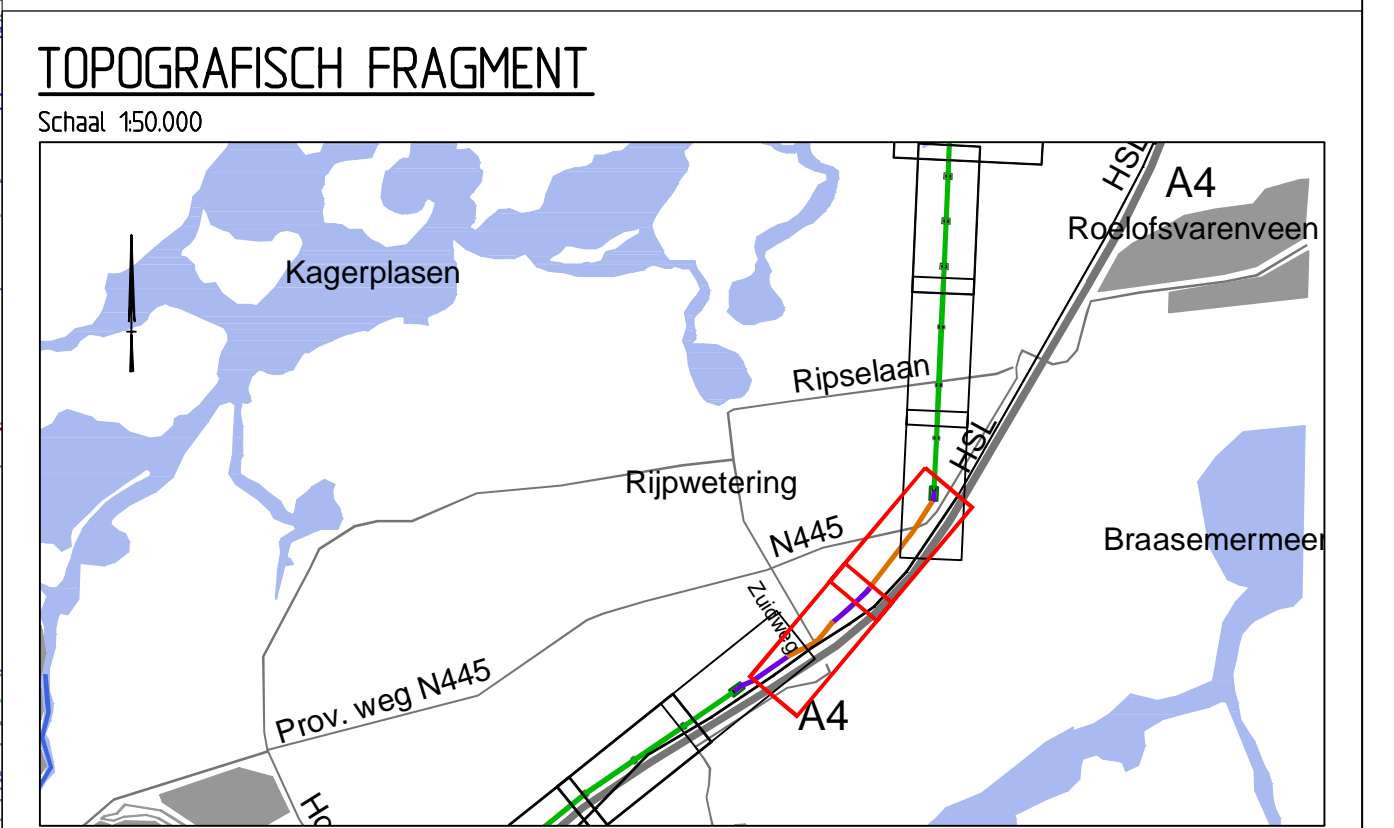 TOPOGRAFISCH FRAGMENT
Schaal 1:50.000
HSL
A4
Roelofsvarenveen
Kagerplasen
Ripselaan
HSL
Rijpwetering
N445
Braasemermeer
Zuidweg
Prov. weg N445
A4